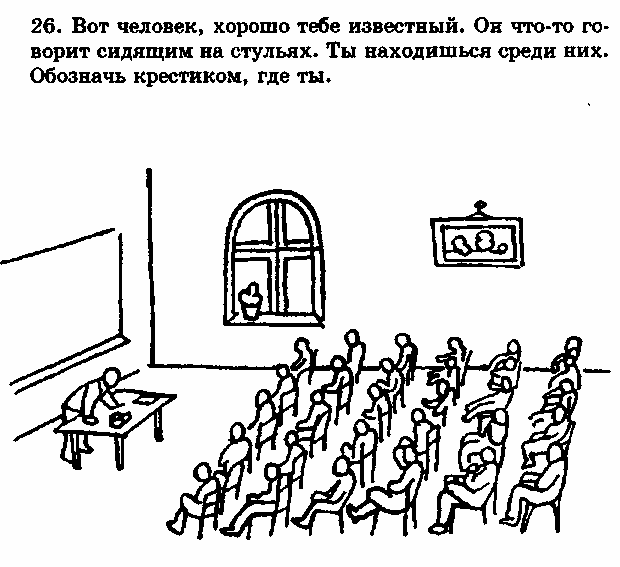 26. Вот человек, хорошо тебе известный. Он что-то го-
ворит сидящим на стульях. Ты находишься среди них.
Обозначь крестиком, где ты.